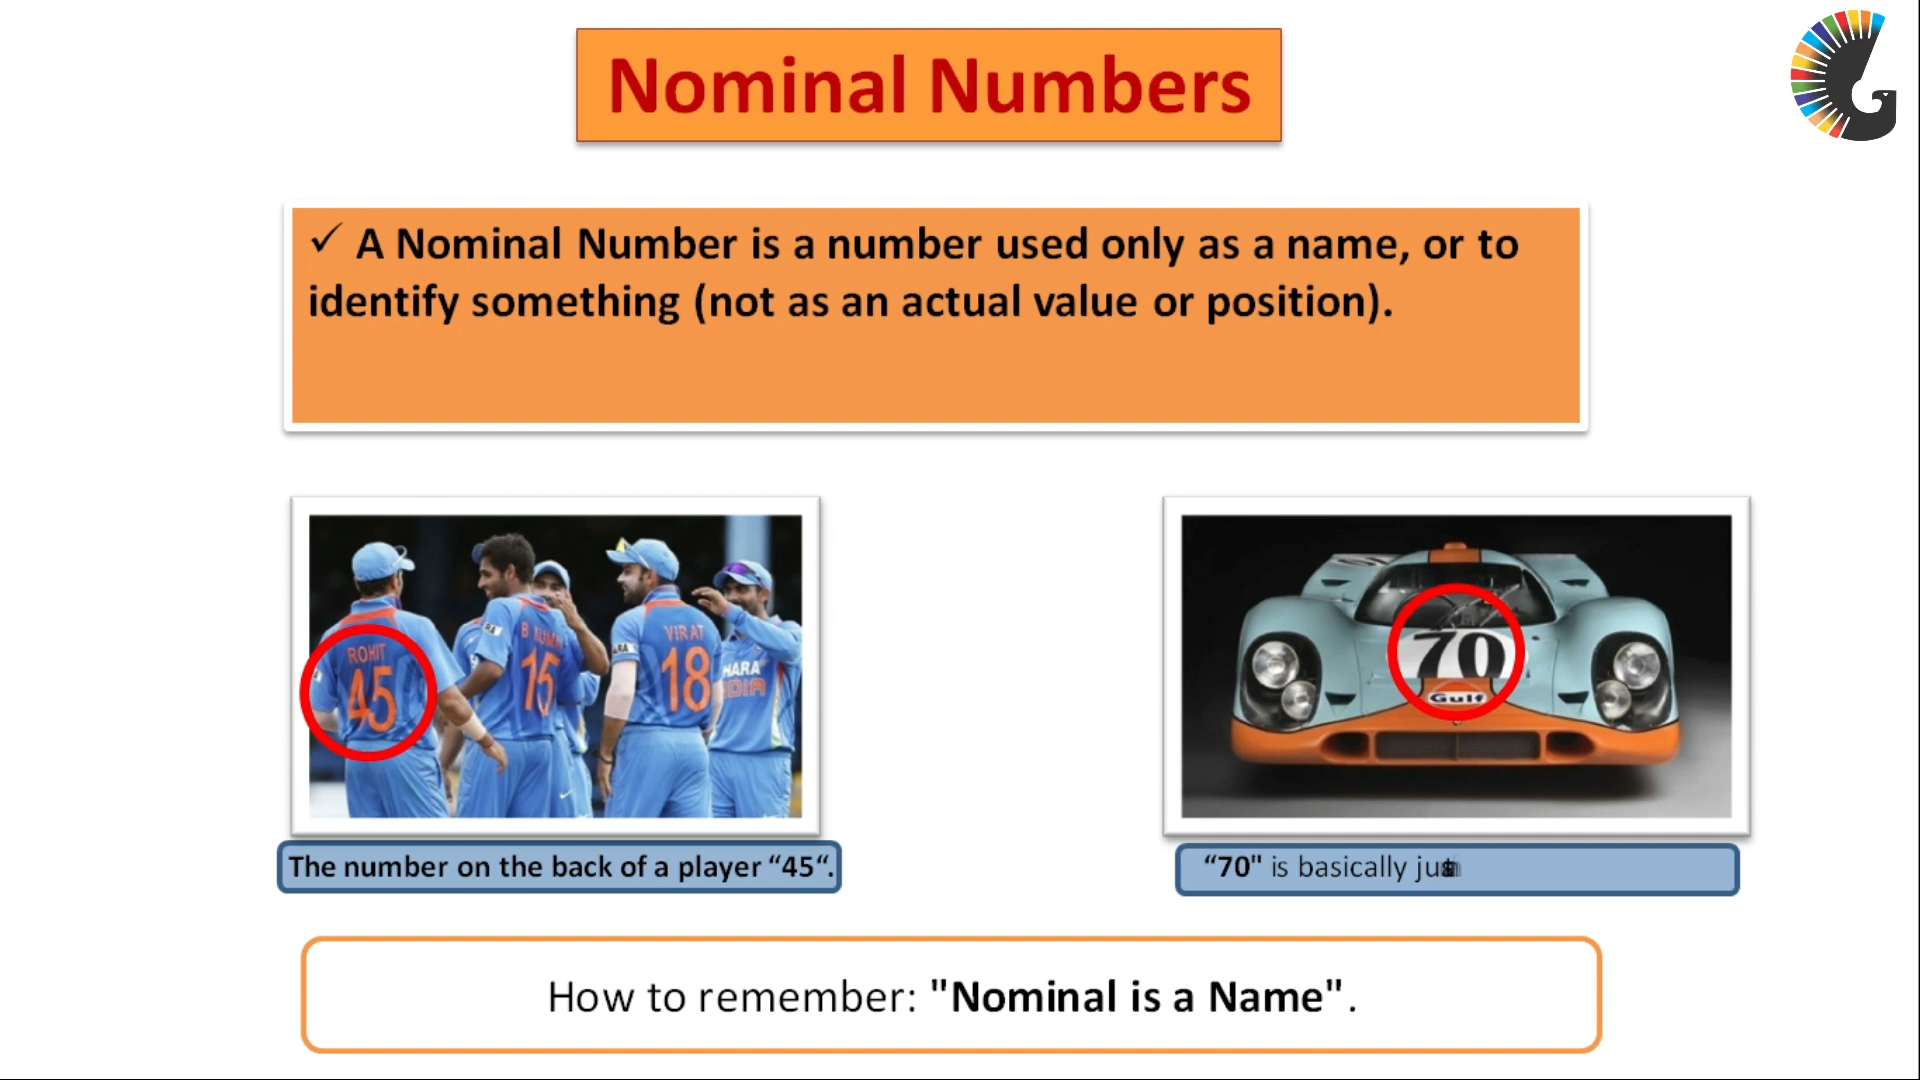 Nominal Numbers
✓ A Nominal Number is a number used only as a name, or to
identify something (not as an actual value or position).
ROHIT
45
B KUMAR
15
VIRAT
18
70
Gulf
The number on the back of a player “45“.
“70" is basically
How to remember: "Nominal is a Name".